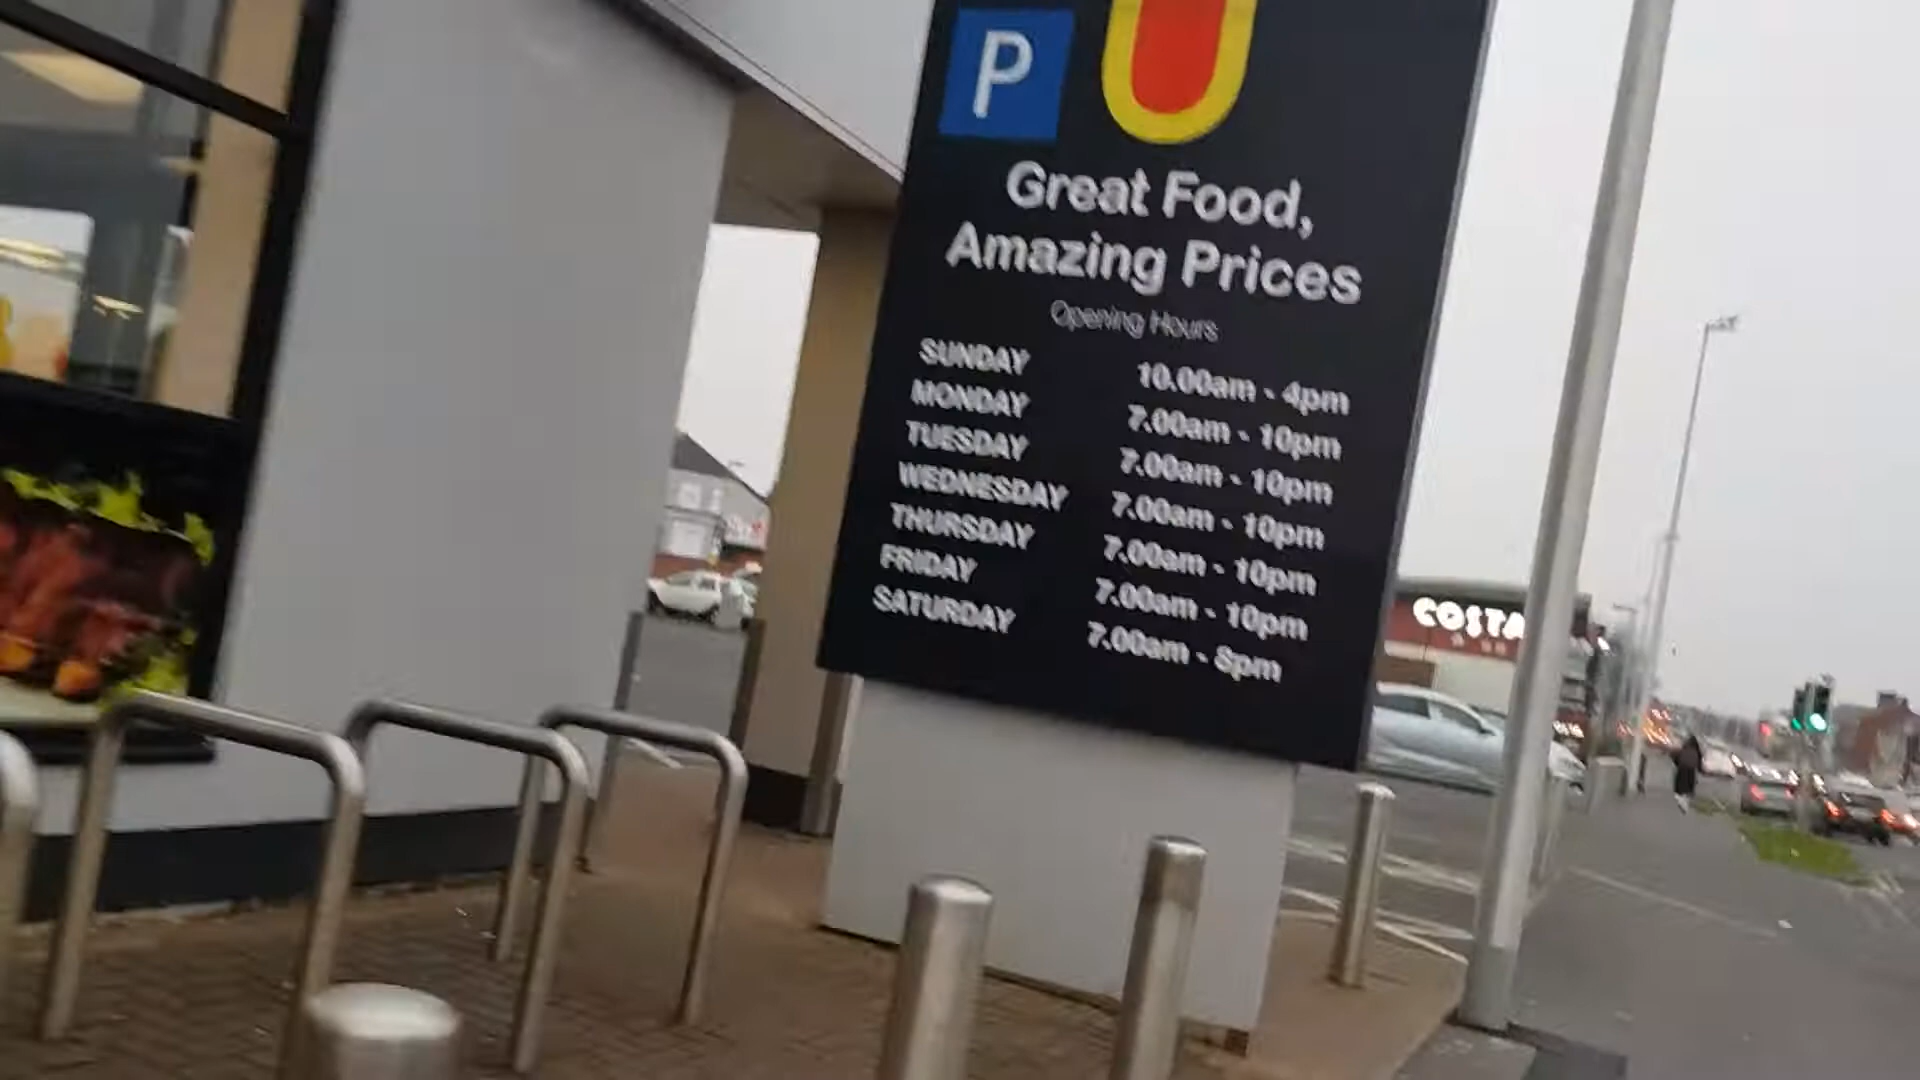 P
Great Food,
Amazing Prices
Opening Hours
SUNDAY 10.00am - 4pm
MONDAY 7.00am - 10pm
TUESDAY 7.00am - 10pm
WEDNESDAY 7.00am - 10pm
THURSDAY 7.00am - 10pm
FRIDAY 7.00am - 10pm
SATURDAY 7.00am - 8pm
COSTA